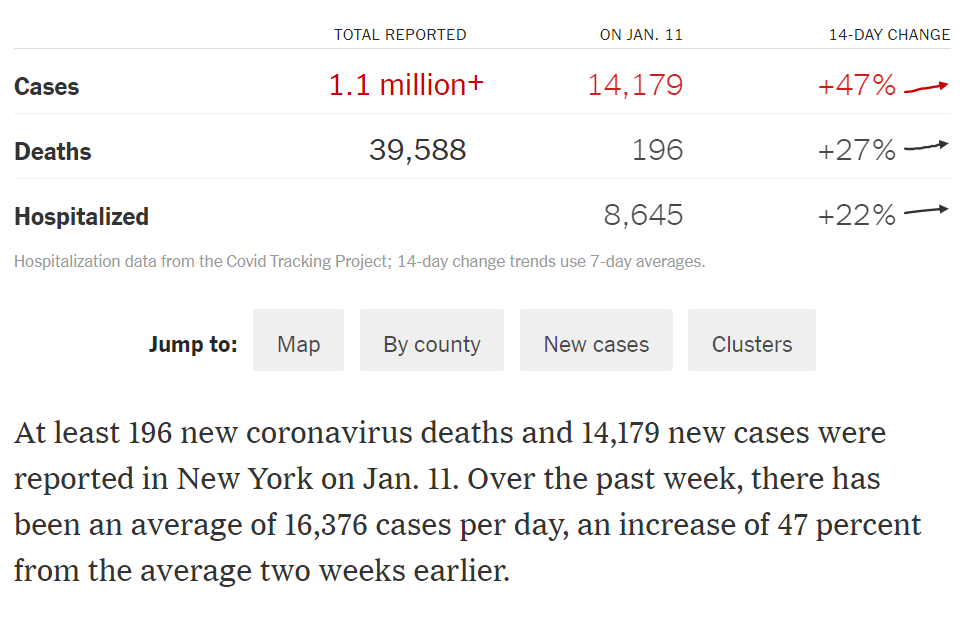 TOTAL REPORTED ON JAN. 11 14-DAY CHANGE
Cases 1.1 million+ 14,179 +47%
Deaths 39,588 196 +27%
Hospitalized 8,645 +22%
Hospitalization data from the Covid Tracking Project; 14-day change trends use 7-day averages.
Jump to: Map By county New cases Clusters
At least 196 new coronavirus deaths and 14,179 new cases were
reported in New York on Jan. 11. Over the past week, there has
been an average of 16,376 cases per day, an increase of 47 percent
from the average two weeks earlier.